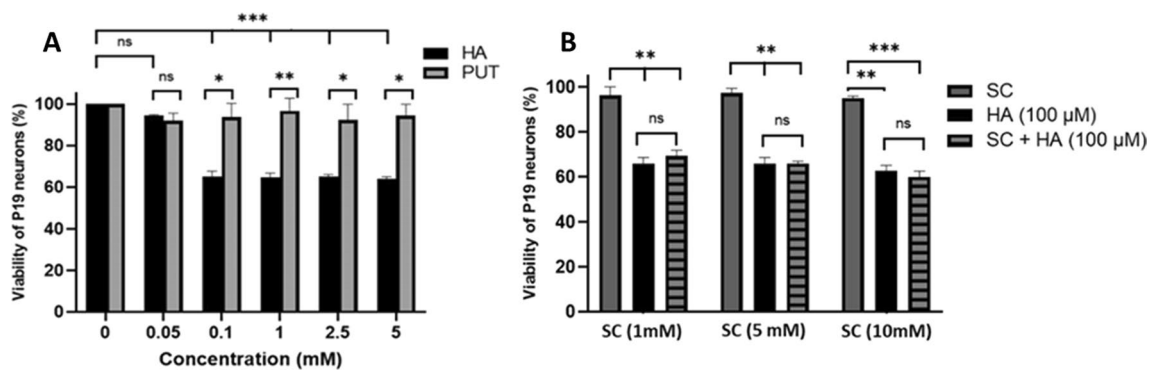 A
***
ns
ns
*
**
*
*
HA
PUT
Viability of P19 neurons (%)
100
80
60
40
20
0
0 0.05 0.1 1 2.5 5
Concentration (mM)
B
**
**
***
**
ns
ns
ns
SC
HA (100 µM)
SC + HA (100 µM)
Viability of P19 neurons (%)
100
80
60
40
20
0
SC (1mM) SC (5 mM) SC (10mM)